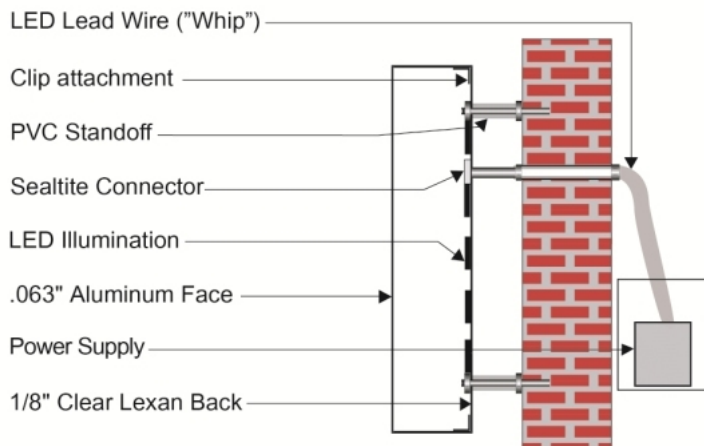 LED Lead Wire ("Whip")
Clip attachment
PVC Standoff
Sealtite Connector
LED Illumination
.063" Aluminum Face
Power Supply
1/8" Clear Lexan Back